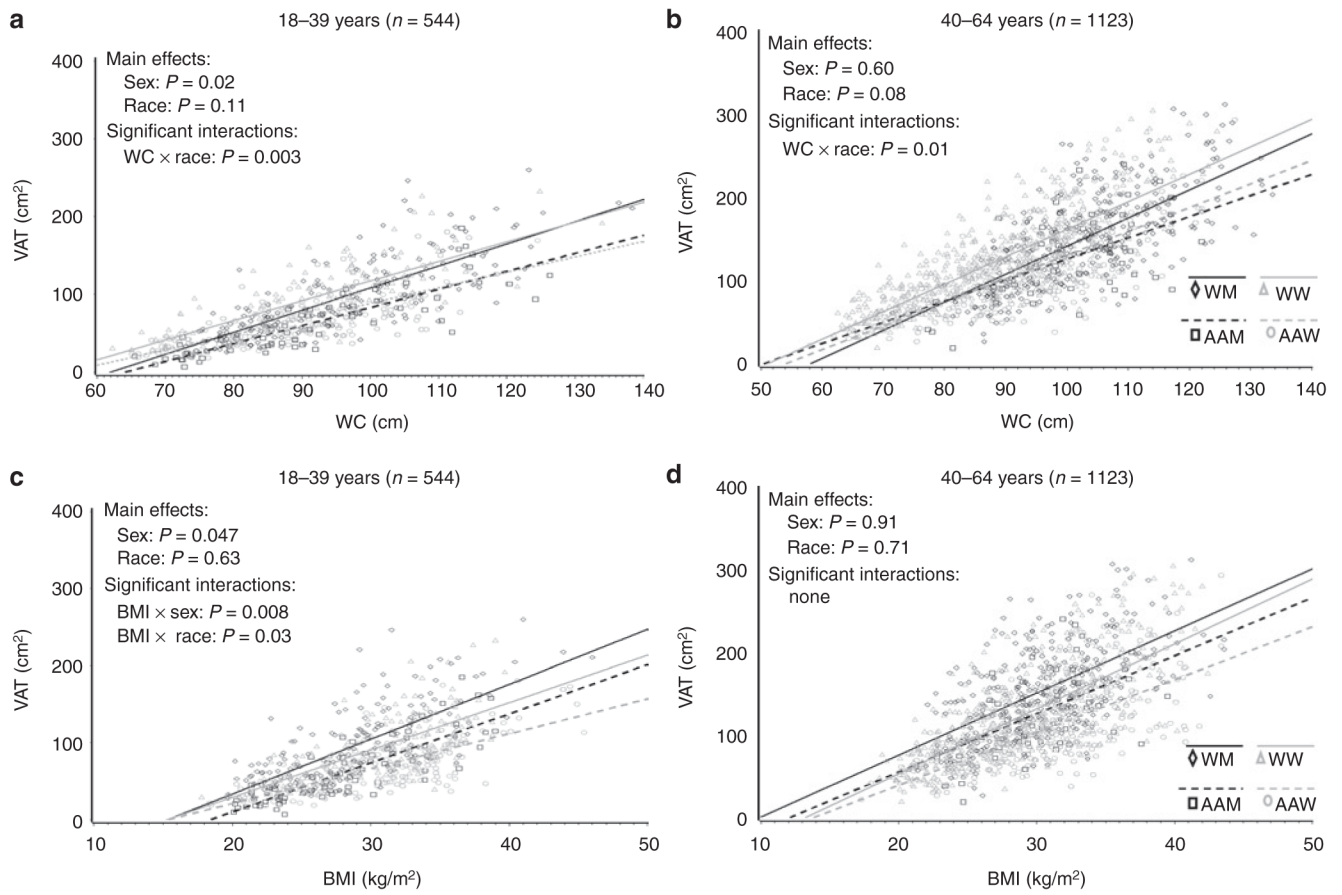 a
18–39 years (n = 544)
Main effects:
Sex: P = 0.02
Race: P = 0.11
Significant interactions:
WC × race: P = 0.003
400
300
200
100
0
VAT (cm²)
60 70 80 90 100 110 120 130 140
WC (cm)
b
40–64 years (n = 1123)
Main effects:
Sex: P = 0.60
Race: P = 0.08
Significant interactions:
WC × race: P = 0.01
400
300
200
100
0
VAT (cm²)
WM WW
AAM AAW
50 60 70 80 90 100 110 120 130 140
WC (cm)
c
18–39 years (n = 544)
Main effects:
Sex: P = 0.047
Race: P = 0.63
Significant interactions:
BMI × sex: P = 0.008
BMI × race: P = 0.03
400
300
200
100
0
VAT (cm²)
10 20 30 40 50
BMI (kg/m²)
d
40–64 years (n = 1123)
Main effects:
Sex: P = 0.91
Race: P = 0.71
Significant interactions:
none
400
300
200
100
0
VAT (cm²)
WM WW
AAM AAW
10 20 30 40 50
BMI (kg/m²)